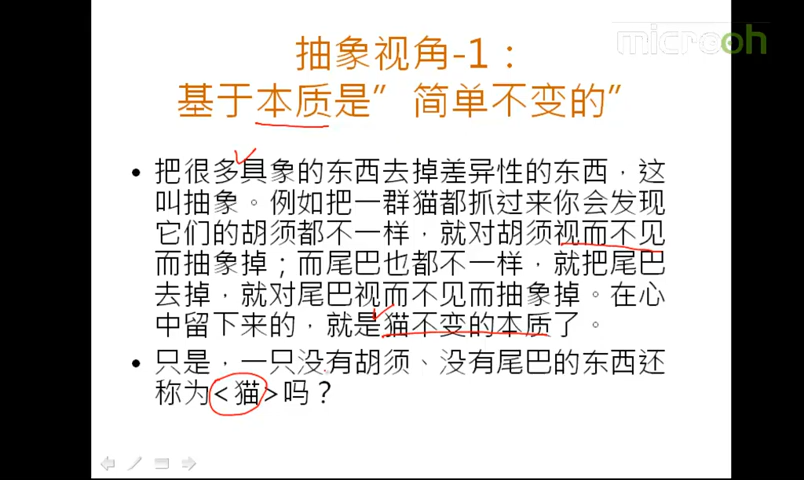 microoh
抽象视角-1：
基于本质是”简单不变的”
• 把很多具象的东西去掉差异性的东西，这
叫抽象。例如把一群猫都抓过来你会发现
它们的胡须都不一样，就对胡须视而不见
而抽象掉；而尾巴也都不一样，就把尾巴
去掉，就对尾巴视而不见而抽象掉。在心
中留下来的，就是猫不变的本质了。
• 只是，一只没有胡须、没有尾巴的东西还
称为<猫>吗？